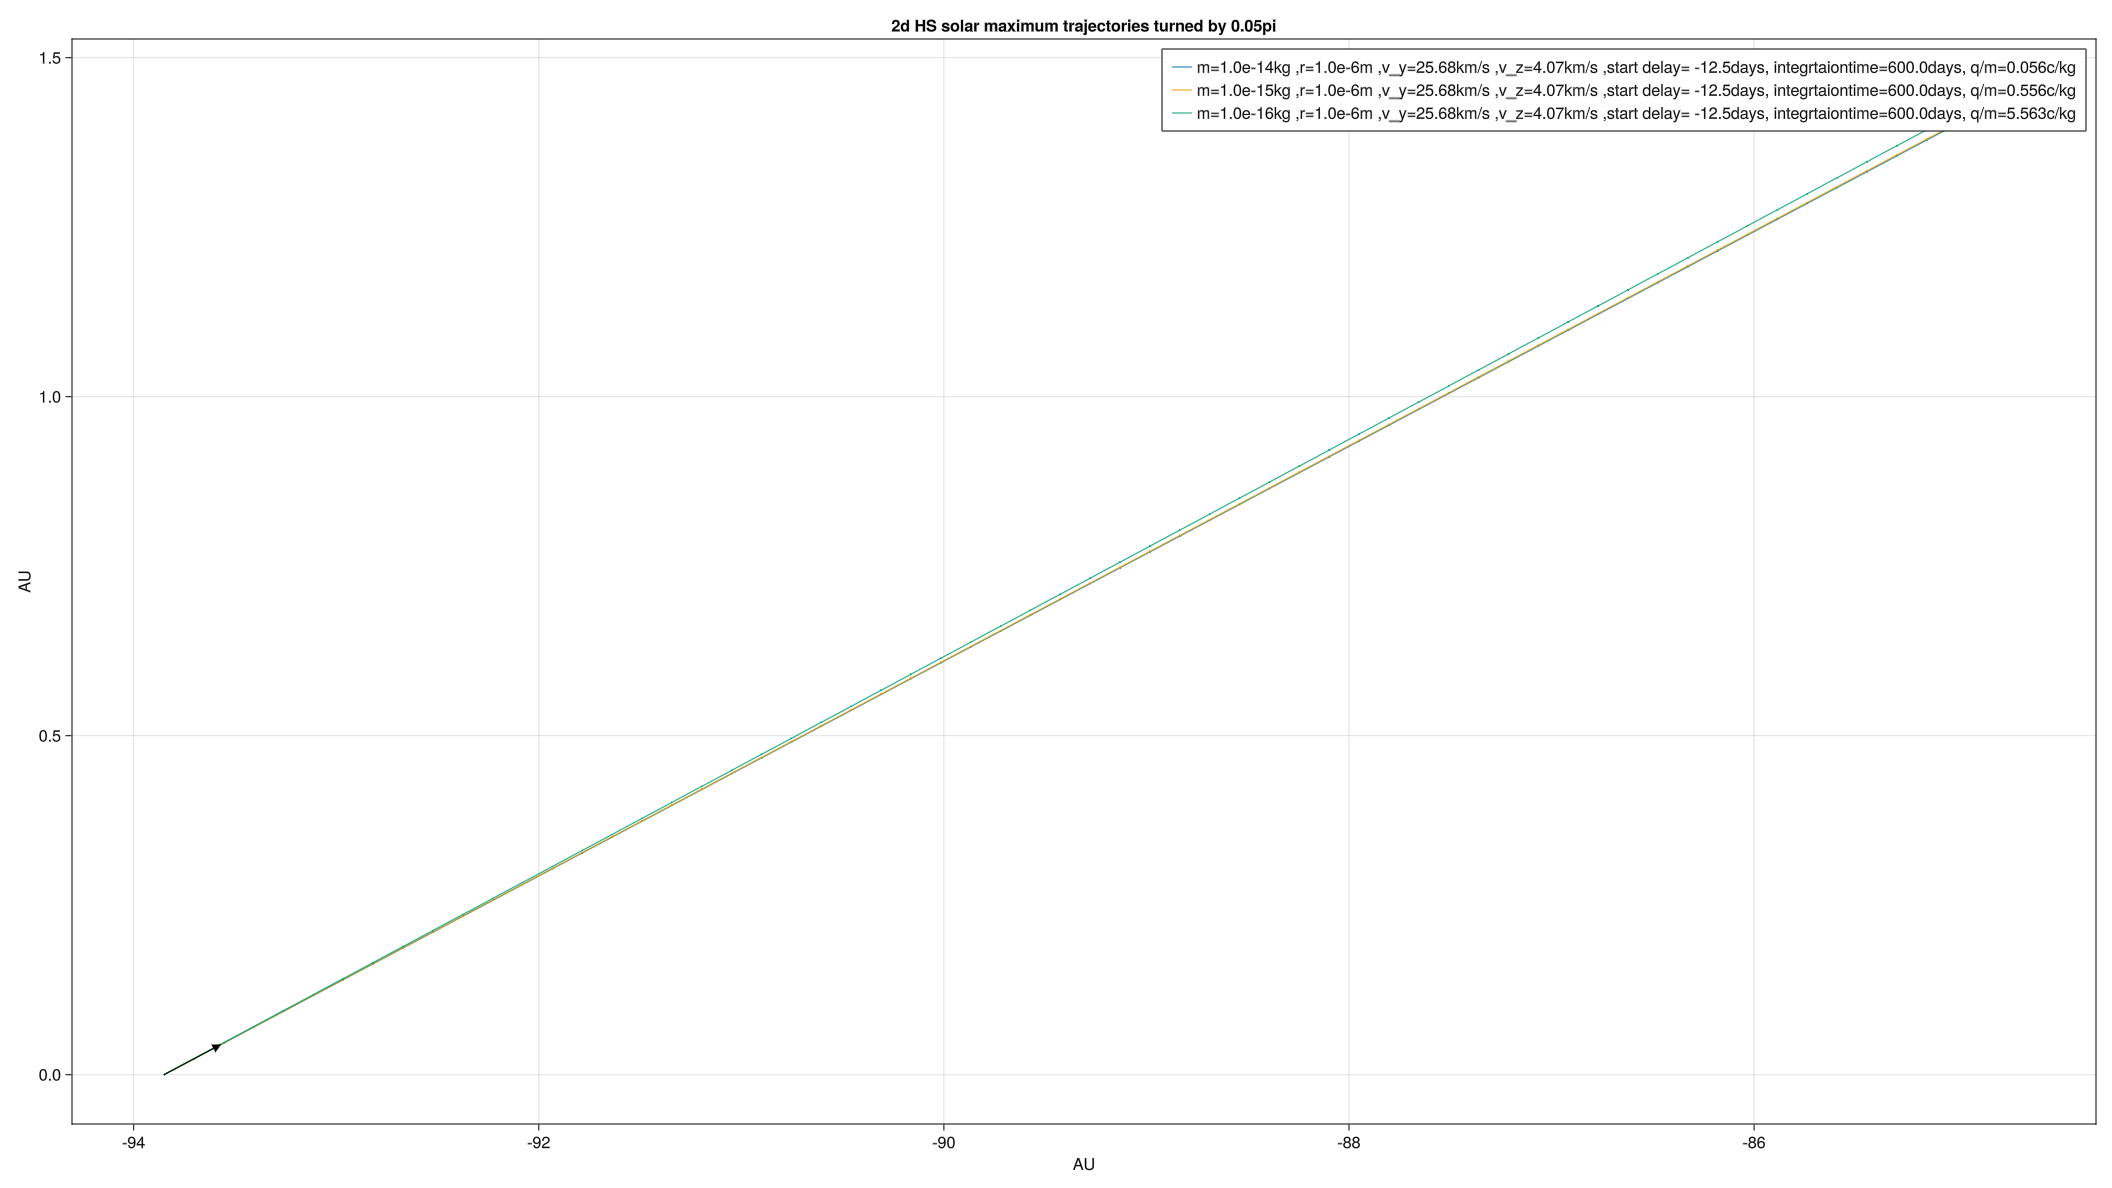 2d HS solar maximum trajectories turned by 0.05pi
m=1.0e-14kg ,r=1.0e-6m ,v_y=25.68km/s ,v_z=4.07km/s ,start delay= -12.5days, integrtaiontime=600.0days, q/m=0.056c/kg
m=1.0e-15kg ,r=1.0e-6m ,v_y=25.68km/s ,v_z=4.07km/s ,start delay= -12.5days, integrtaiontime=600.0days, q/m=0.556c/kg
m=1.0e-16kg ,r=1.0e-6m ,v_y=25.68km/s ,v_z=4.07km/s ,start delay= -12.5days, integrtaiontime=600.0days, q/m=5.563c/kg
1.5
1.0
AU
0.5
0.0
-94 -92 -90 -88 -86
AU